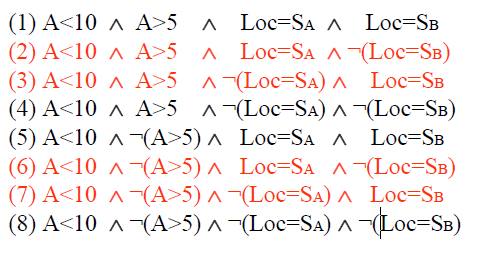 (1) A<10 ∧ A>5 ∧ Loc=SA ∧ Loc=SB
(2) A<10 ∧ A>5 ∧ Loc=SA ∧ ¬(Loc=SB)
(3) A<10 ∧ A>5 ∧ ¬(Loc=SA) ∧ Loc=SB
(4) A<10 ∧ A>5 ∧ ¬(Loc=SA) ∧ ¬(Loc=SB)
(5) A<10 ∧ ¬(A>5) ∧ Loc=SA ∧ Loc=SB
(6) A<10 ∧ ¬(A>5) ∧ Loc=SA ∧ ¬(Loc=SB)
(7) A<10 ∧ ¬(A>5) ∧ ¬(Loc=SA) ∧ Loc=SB
(8) A<10 ∧ ¬(A>5) ∧ ¬(Loc=SA) ∧ ¬(Loc=SB)